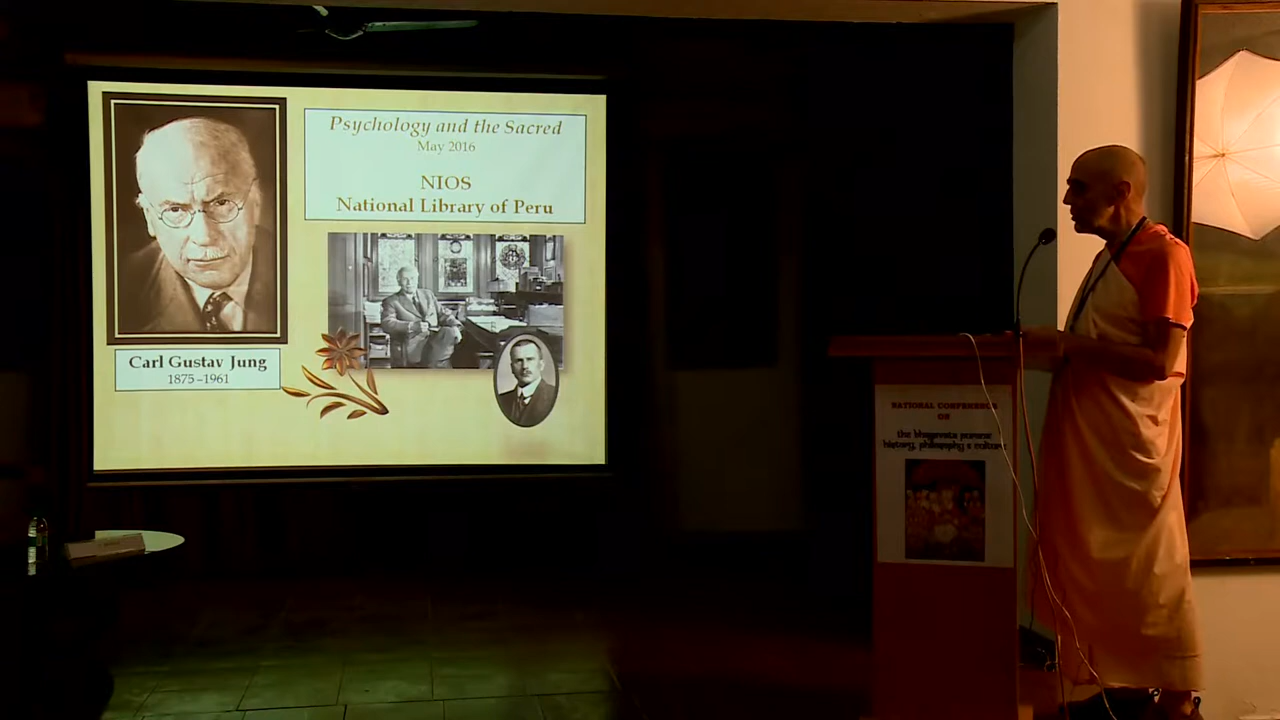 Psychology and the Sacred
May 2016
NIOS
National Library of Peru
Carl Gustav Jung
1875–1961
NATIONAL CONFERENCE
ON
the bhagavata purana
history, philosophy & culture